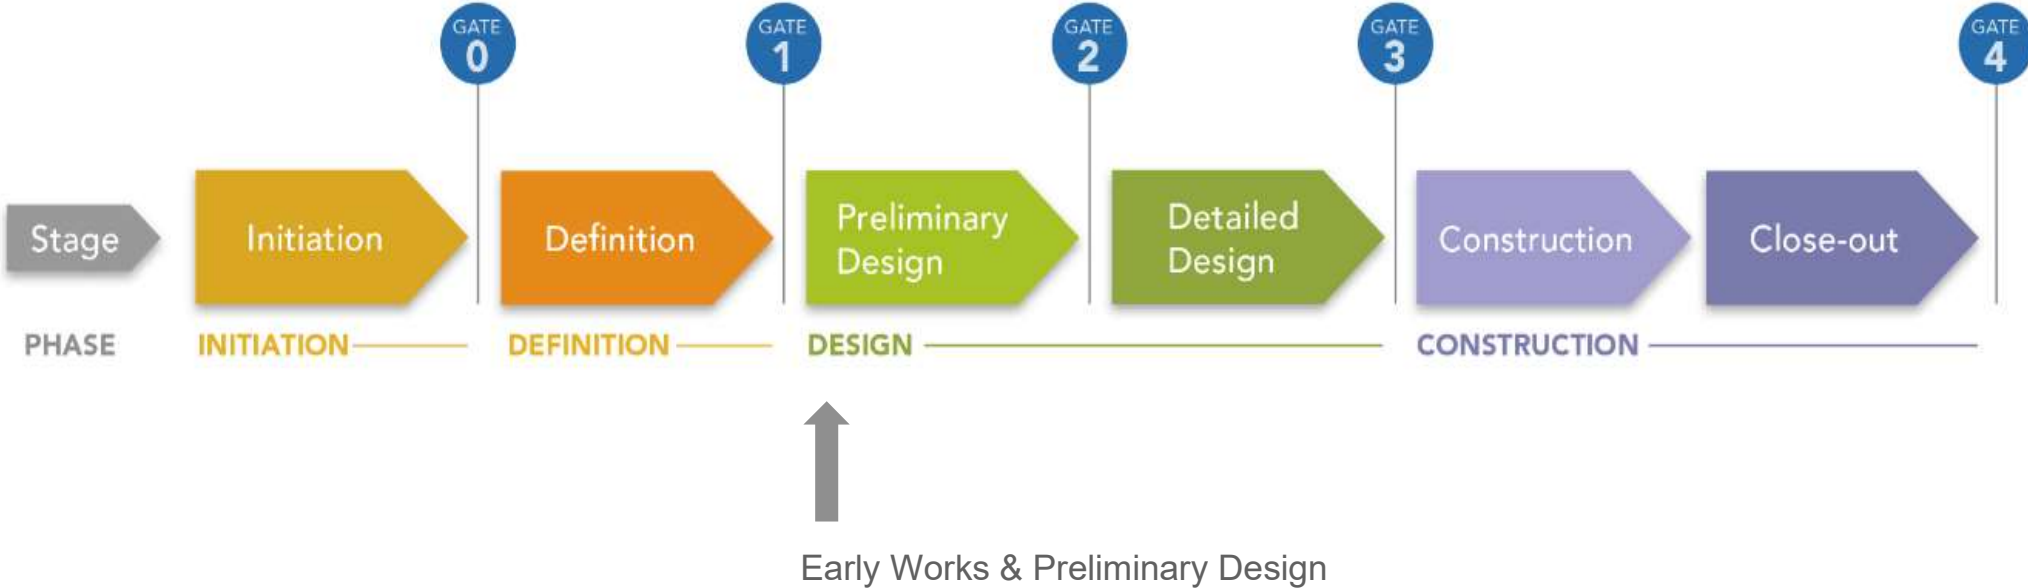 GATE
0
GATE
1
GATE
2
GATE
3
GATE
4
Stage
Initiation
Definition
Preliminary
Design
Detailed
Design
Construction
Close-out
PHASE
INITIATION
DEFINITION
DESIGN
CONSTRUCTION
Early Works & Preliminary Design